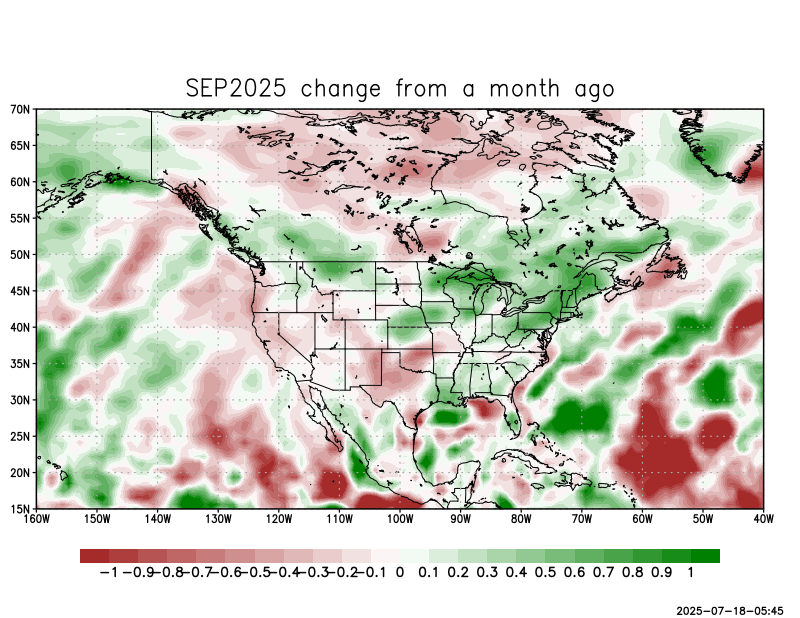 SEP2025 change from a month ago
70N
65N
60N
55N
50N
45N
40N
35N
30N
25N
20N
15N
160W 150W 140W 130W 120W 110W 100W 90W 80W 70W 60W 50W 40W
-1 -0.9 -0.8 -0.7 -0.6 -0.5 -0.4 -0.3 -0.2 -0.1 0 0.1 0.2 0.3 0.4 0.5 0.6 0.7 0.8 0.9 1
2025-07-18-05:45